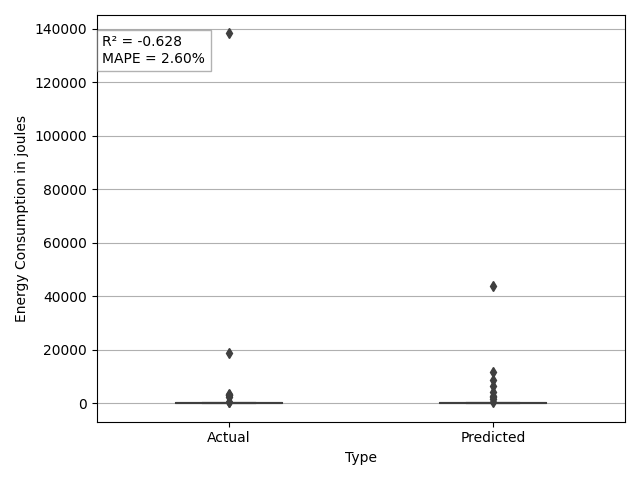 140000
R² = -0.628
MAPE = 2.60%
120000
100000
80000
60000
40000
20000
0
Energy Consumption in joules
Actual
Predicted
Type